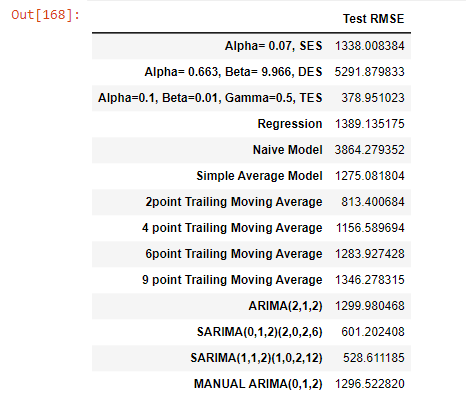 Out[168]:
Test RMSE
Alpha= 0.07, SES 1338.008384
Alpha= 0.663, Beta= 9.966, DES 5291.879833
Alpha=0.1, Beta=0.01, Gamma=0.5, TES 378.951023
Regression 1389.135175
Naive Model 3864.279352
Simple Average Model 1275.081804
2point Trailing Moving Average 813.400684
4 point Trailing Moving Average 1156.589694
6point Trailing Moving Average 1283.927428
9 point Trailing Moving Average 1346.278315
ARIMA(2,1,2) 1299.980468
SARIMA(0,1,2)(2,0,2,6) 601.202408
SARIMA(1,1,2)(1,0,2,12) 528.611185
MANUAL ARIMA(0,1,2) 1296.522820